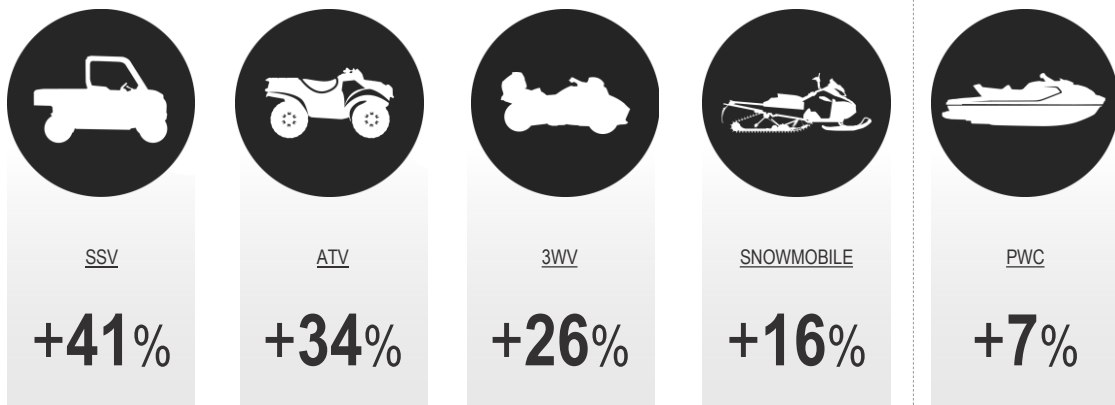 SSV
ATV
3WV
SNOWMOBILE
PWC
+41%
+34%
+26%
+16%
+7%